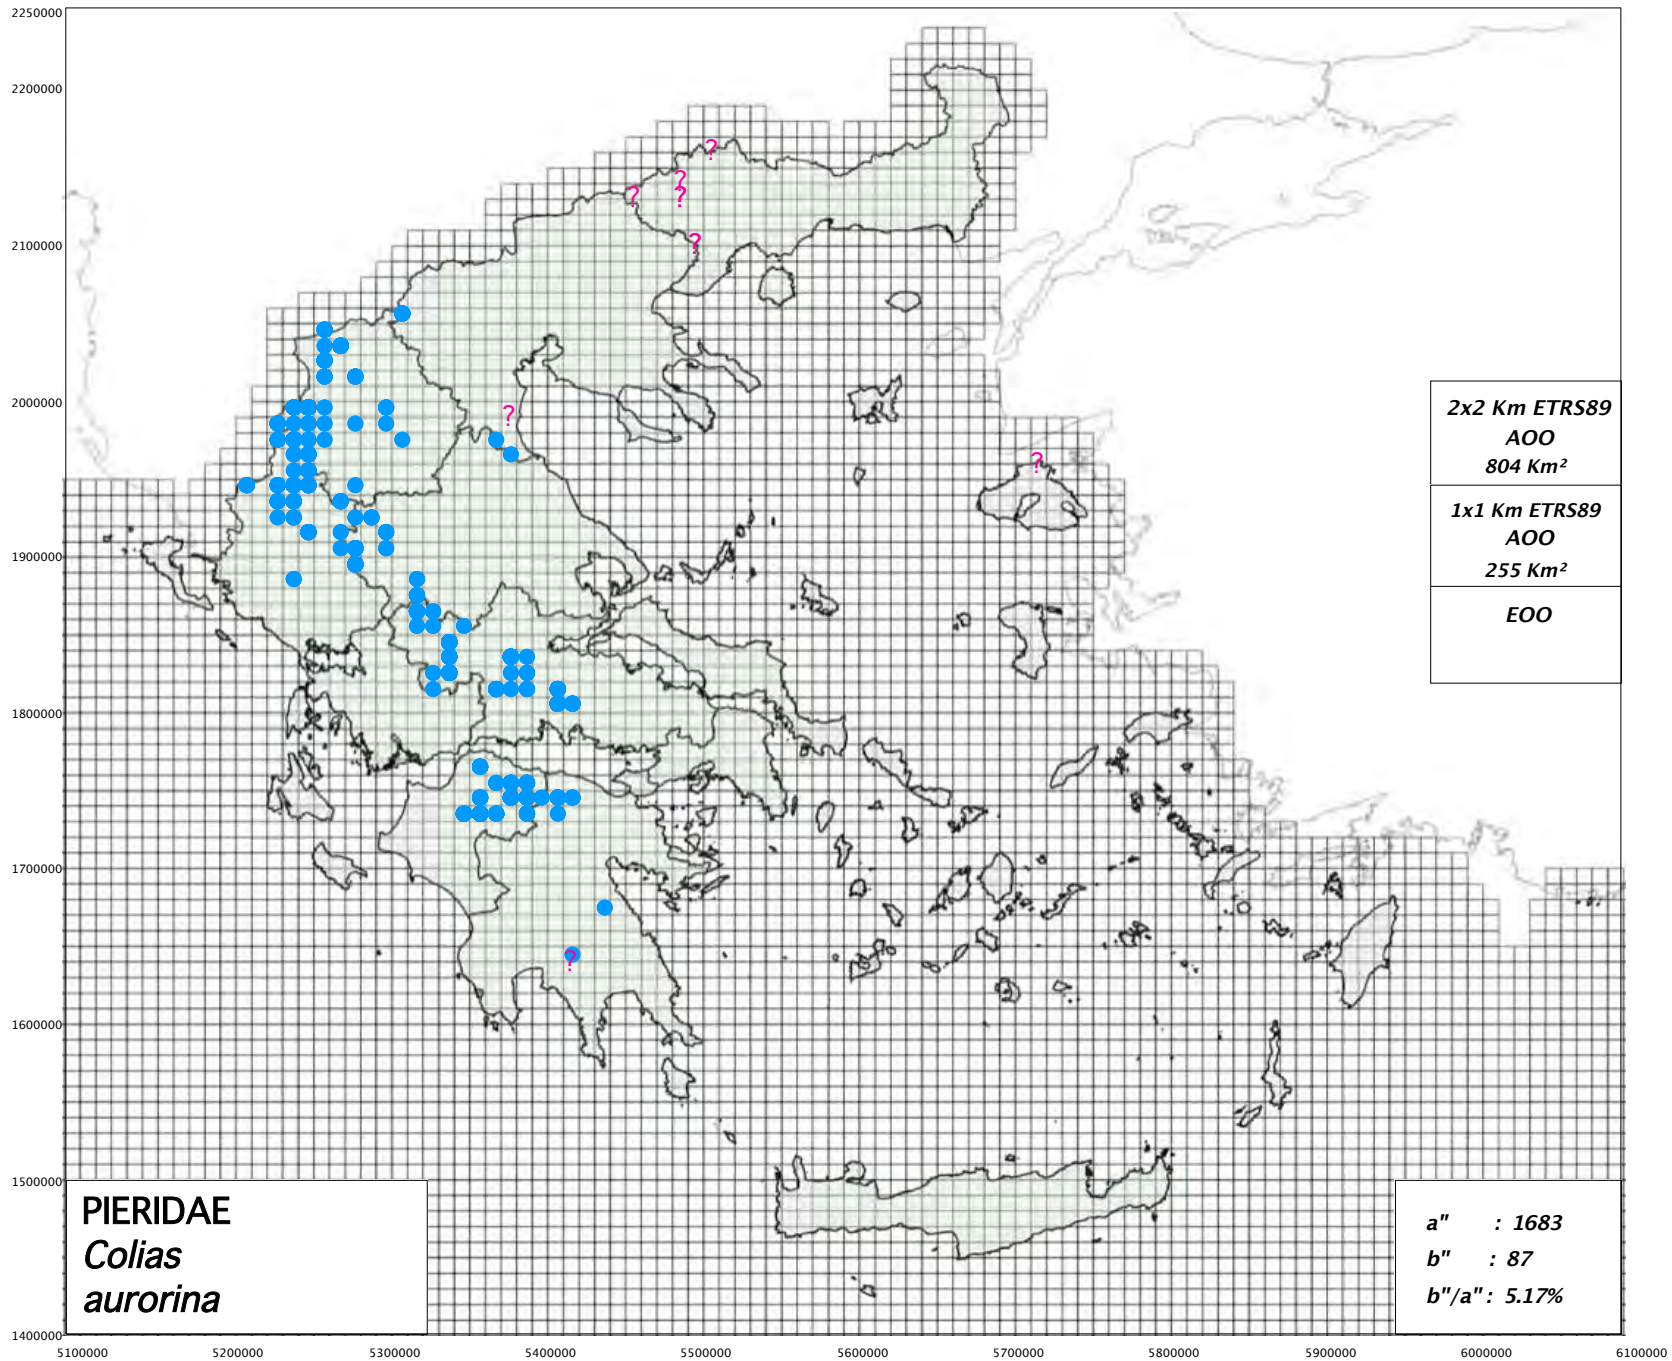 2250000
2200000
2100000
2000000
1900000
1800000
1700000
1600000
1500000
1400000
?
?
?
?
?
?
?
?
2x2 Km ETRS89
AOO
804 Km²
1x1 Km ETRS89
AOO
255 Km²
EOO
PIERIDAE
Colias
aurorina
a" : 1683
b" : 87
b"/a" : 5.17%
5100000 5200000 5300000 5400000 5500000 5600000 5700000 5800000 5900000 6000000 6100000